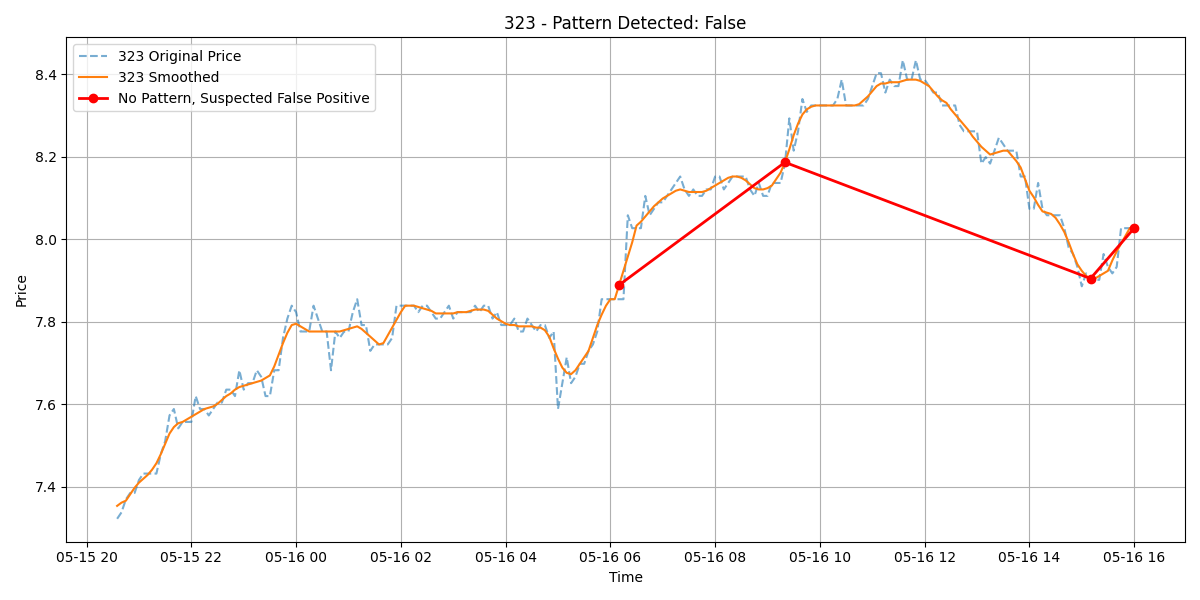 323 - Pattern Detected: False
323 Original Price
323 Smoothed
No Pattern, Suspected False Positive
Price
8.4
8.2
8.0
7.8
7.6
7.4
05-15 20 05-15 22 05-16 00 05-16 02 05-16 04 05-16 06 05-16 08 05-16 10 05-16 12 05-16 14 05-16 16
Time